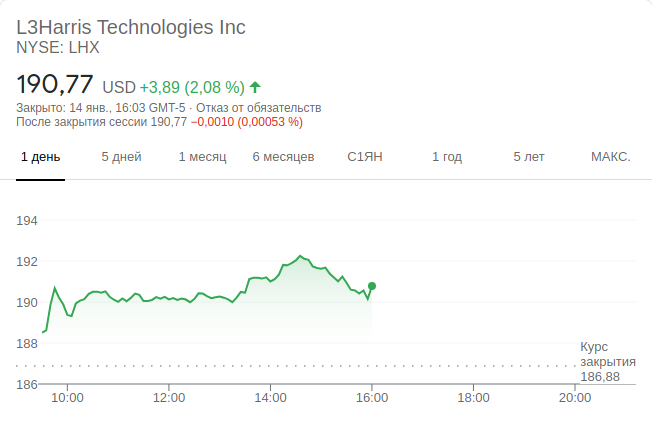 L3Harris Technologies Inc
NYSE: LHX
190,77 USD +3,89 (2,08 %)
Закрыто: 14 янв., 16:03 GMT-5 · Отказ от обязательств
После закрытия сессии 190,77 −0,0010 (0,00053 %)
1 день 5 дней 1 месяц 6 месяцев С1ЯН 1 год 5 лет МАКС.
194
192
190
188
Курс
закрытия
186,88
186
10:00 12:00 14:00 16:00 18:00 20:00